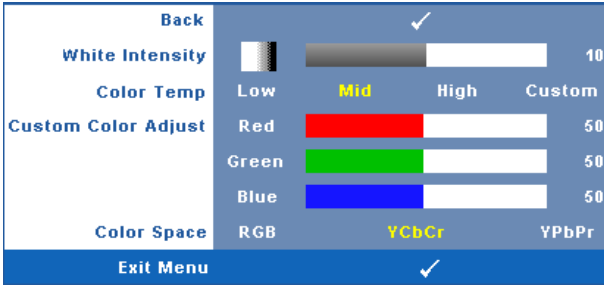 Back
White Intensity 10
Color Temp Low Mid High Custom
Custom Color Adjust Red 50
Green 50
Blue 50
Color Space RGB YCbCr YPbPr
Exit Menu